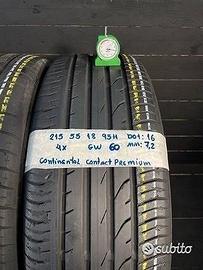 215 55 18 95H DOT: 16
4X GW 60 mm: 7,2
Continental contact Premium
subito